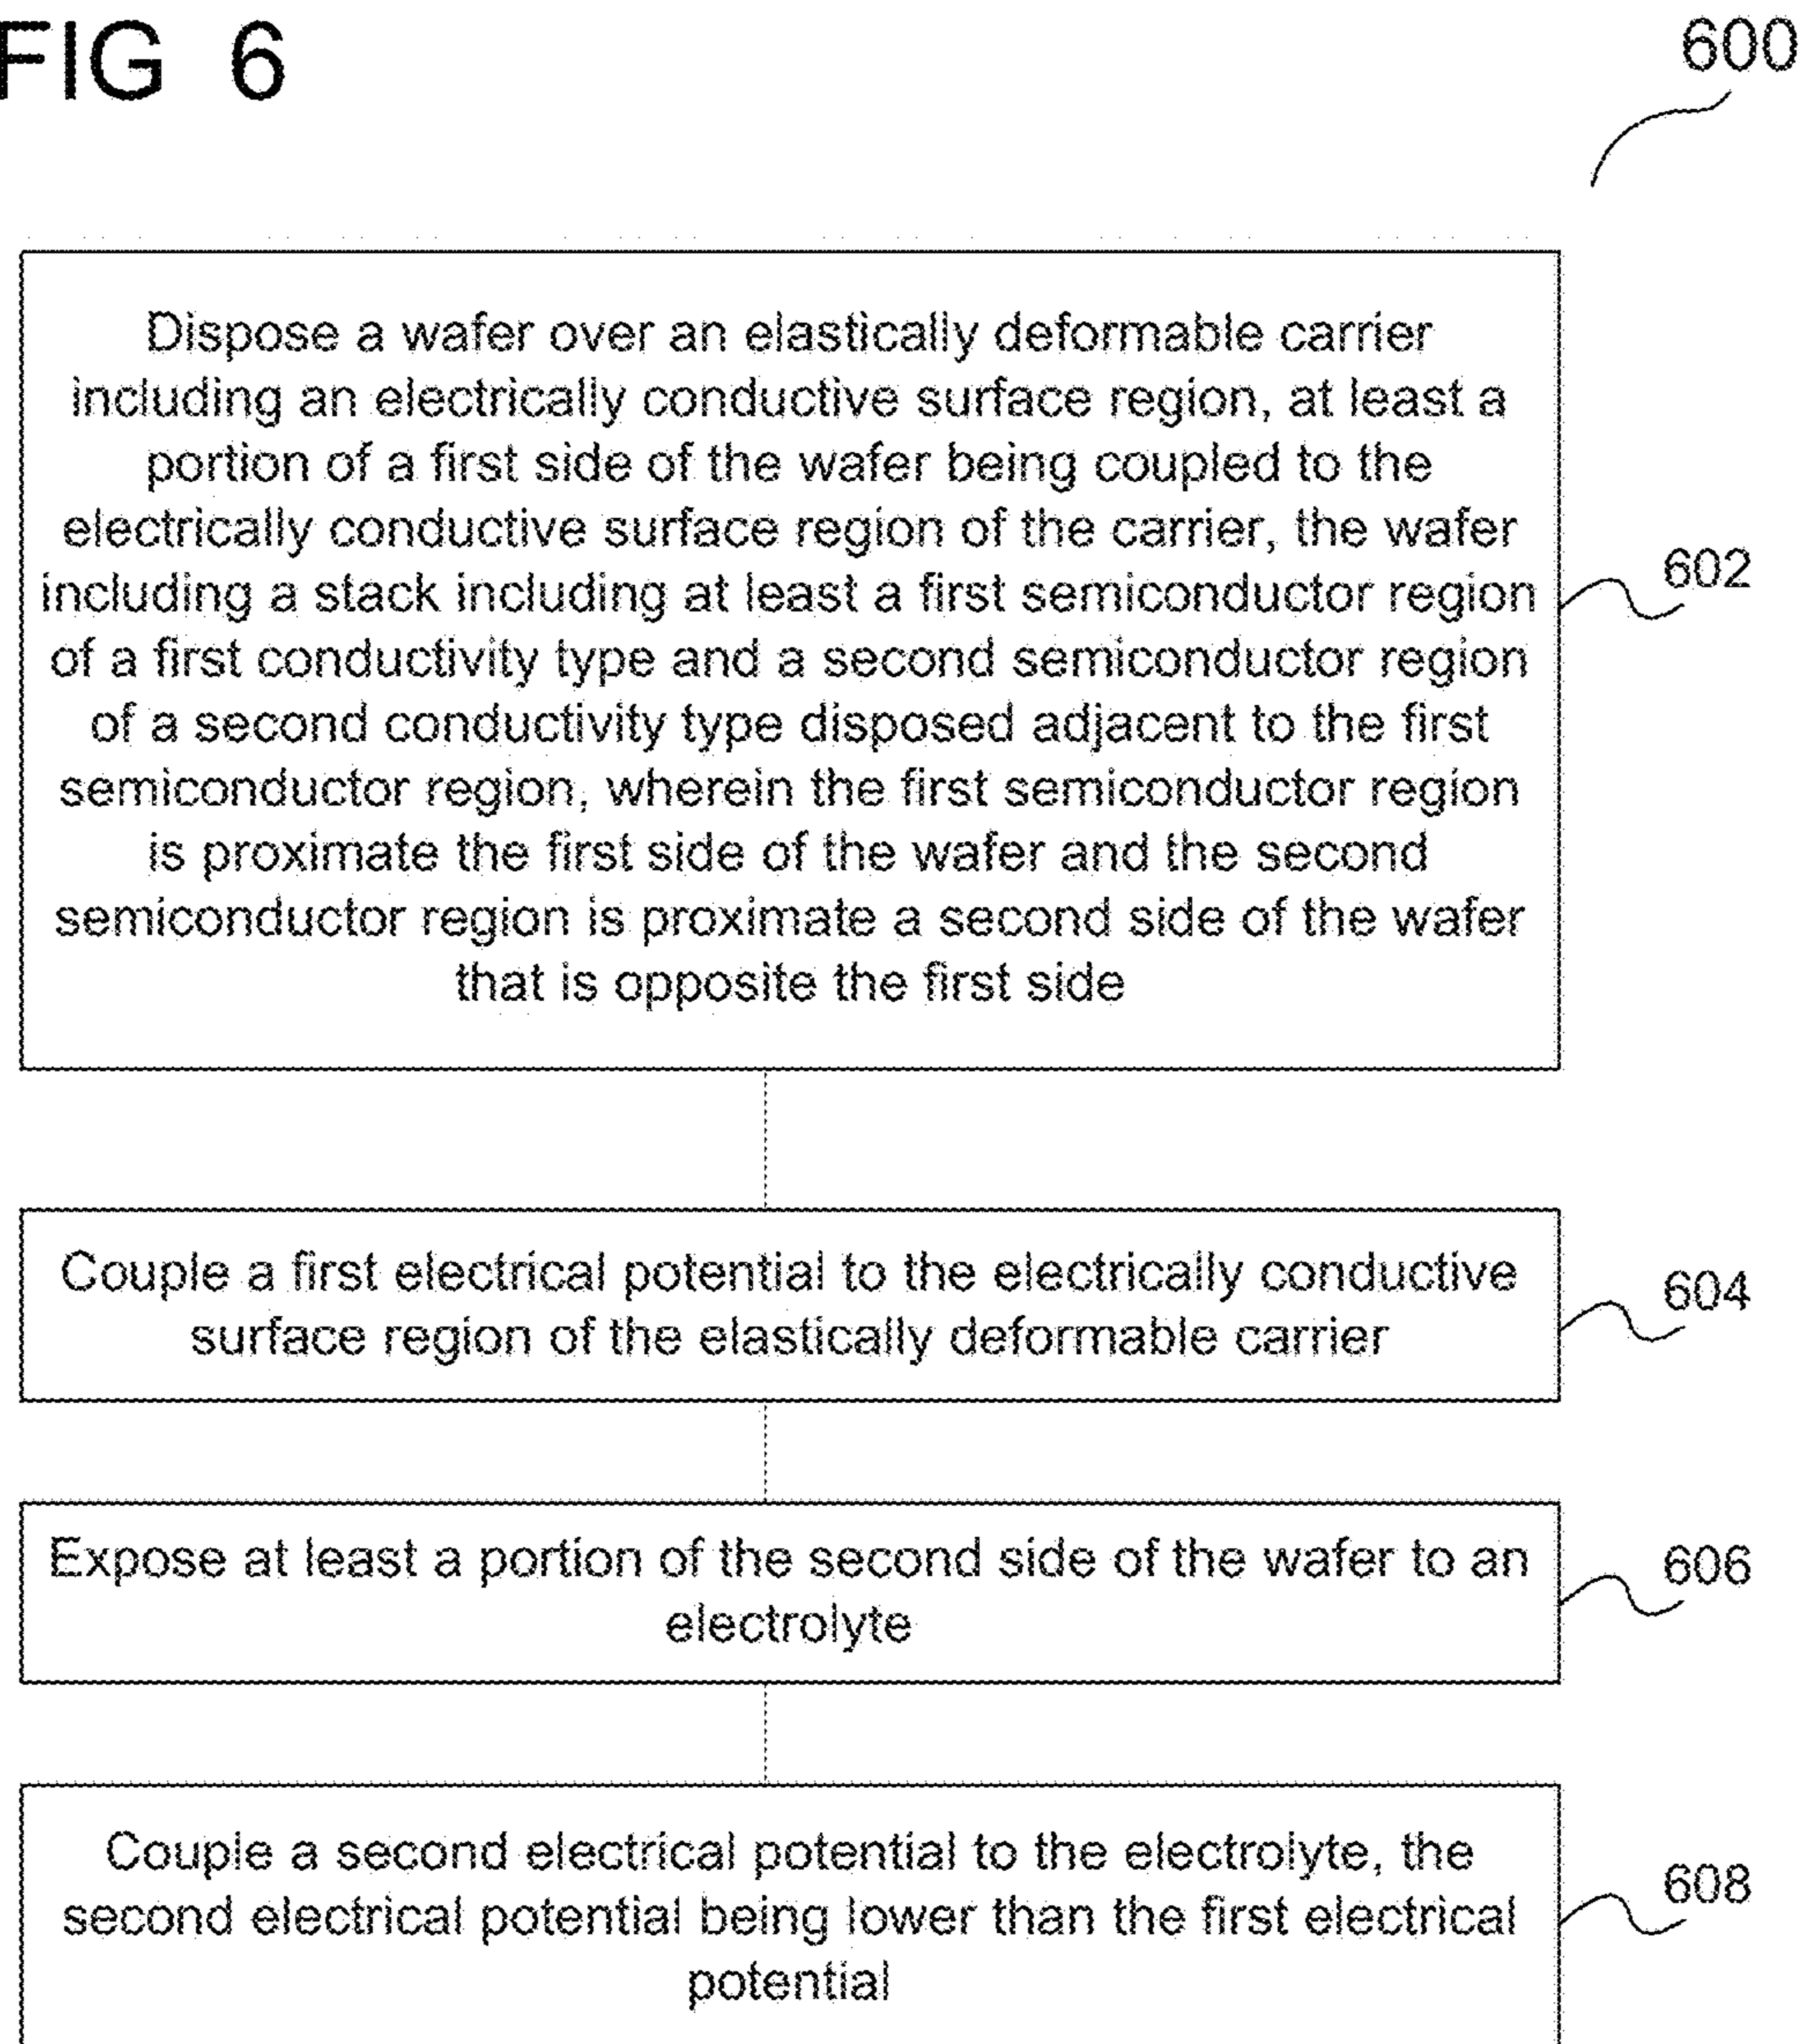 FIG 6
600
Dispose a wafer over an elastically deformable carrier
including an electrically conductive surface region, at least a
portion of a first side of the wafer being coupled to the
electrically conductive surface region of the carrier, the wafer
including a stack including at least a first semiconductor region
of a first conductivity type and a second semiconductor region
of a second conductivity type disposed adjacent to the first
semiconductor region, wherein the first semiconductor region
is proximate the first side of the wafer and the second
semiconductor region is proximate a second side of the wafer
that is opposite the first side
602
Couple a first electrical potential to the electrically conductive
surface region of the elastically deformable carrier
604
Expose at least a portion of the second side of the wafer to an
electrolyte
606
Couple a second electrical potential to the electrolyte, the
second electrical potential being lower than the first electrical
potential
608